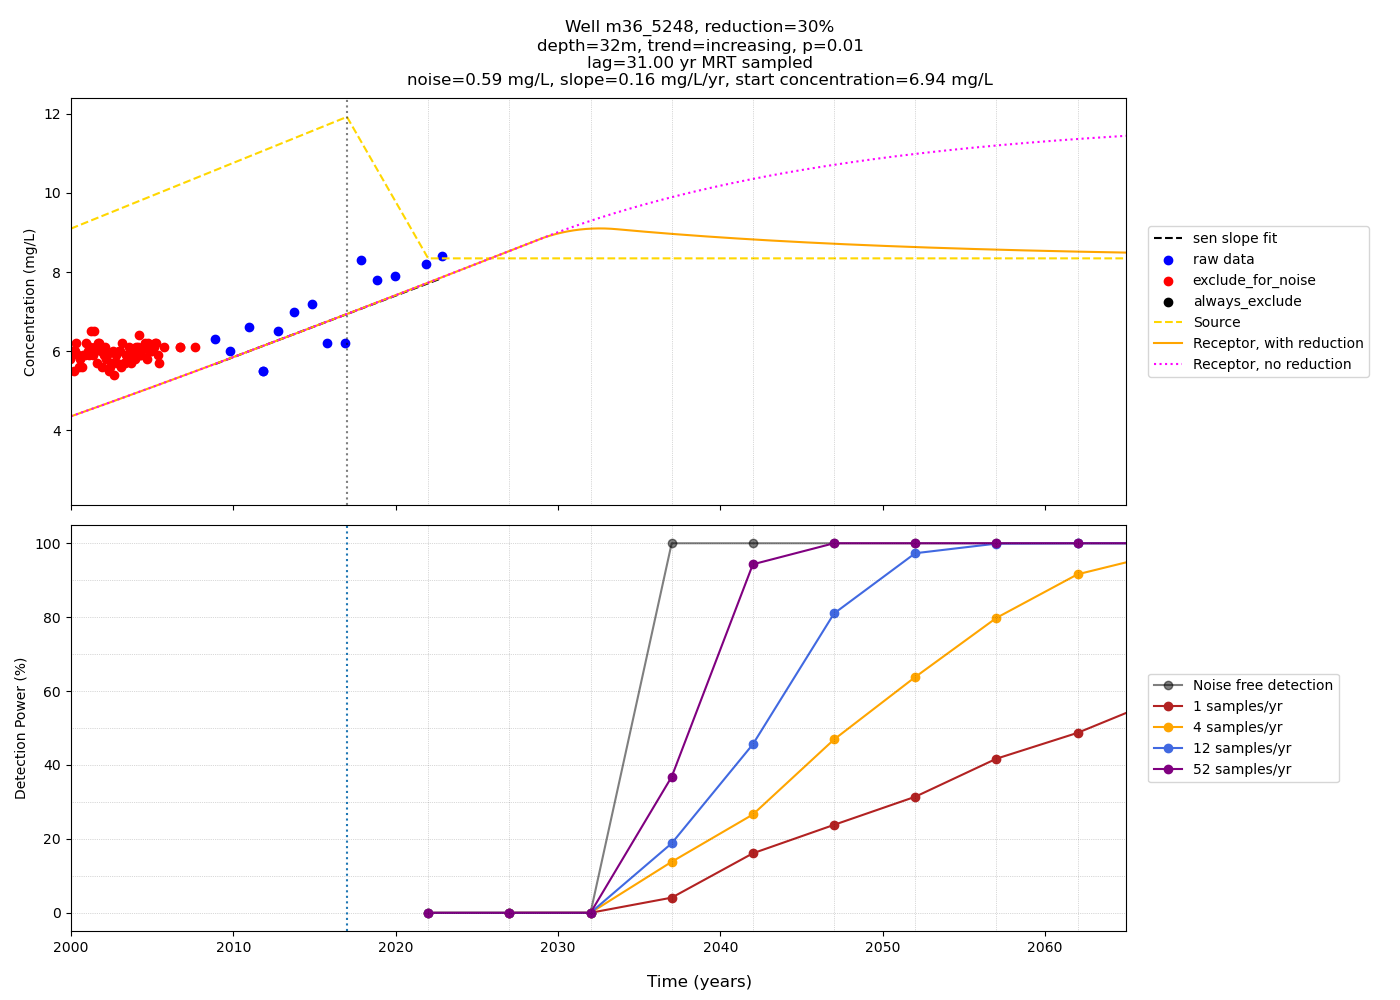 Well m36_5248, reduction=30%
depth=32m, trend=increasing, p=0.01
lag=31.00 yr MRT sampled
noise=0.59 mg/L, slope=0.16 mg/L/yr, start concentration=6.94 mg/L
Concentration (mg/L)
12
10
8
6
4
sen slope fit
raw data
exclude_for_noise
always_exclude
Source
Receptor, with reduction
Receptor, no reduction
Detection Power (%)
100
80
60
40
20
0
Noise free detection
1 samples/yr
4 samples/yr
12 samples/yr
52 samples/yr
2000 2010 2020 2030 2040 2050 2060
Time (years)